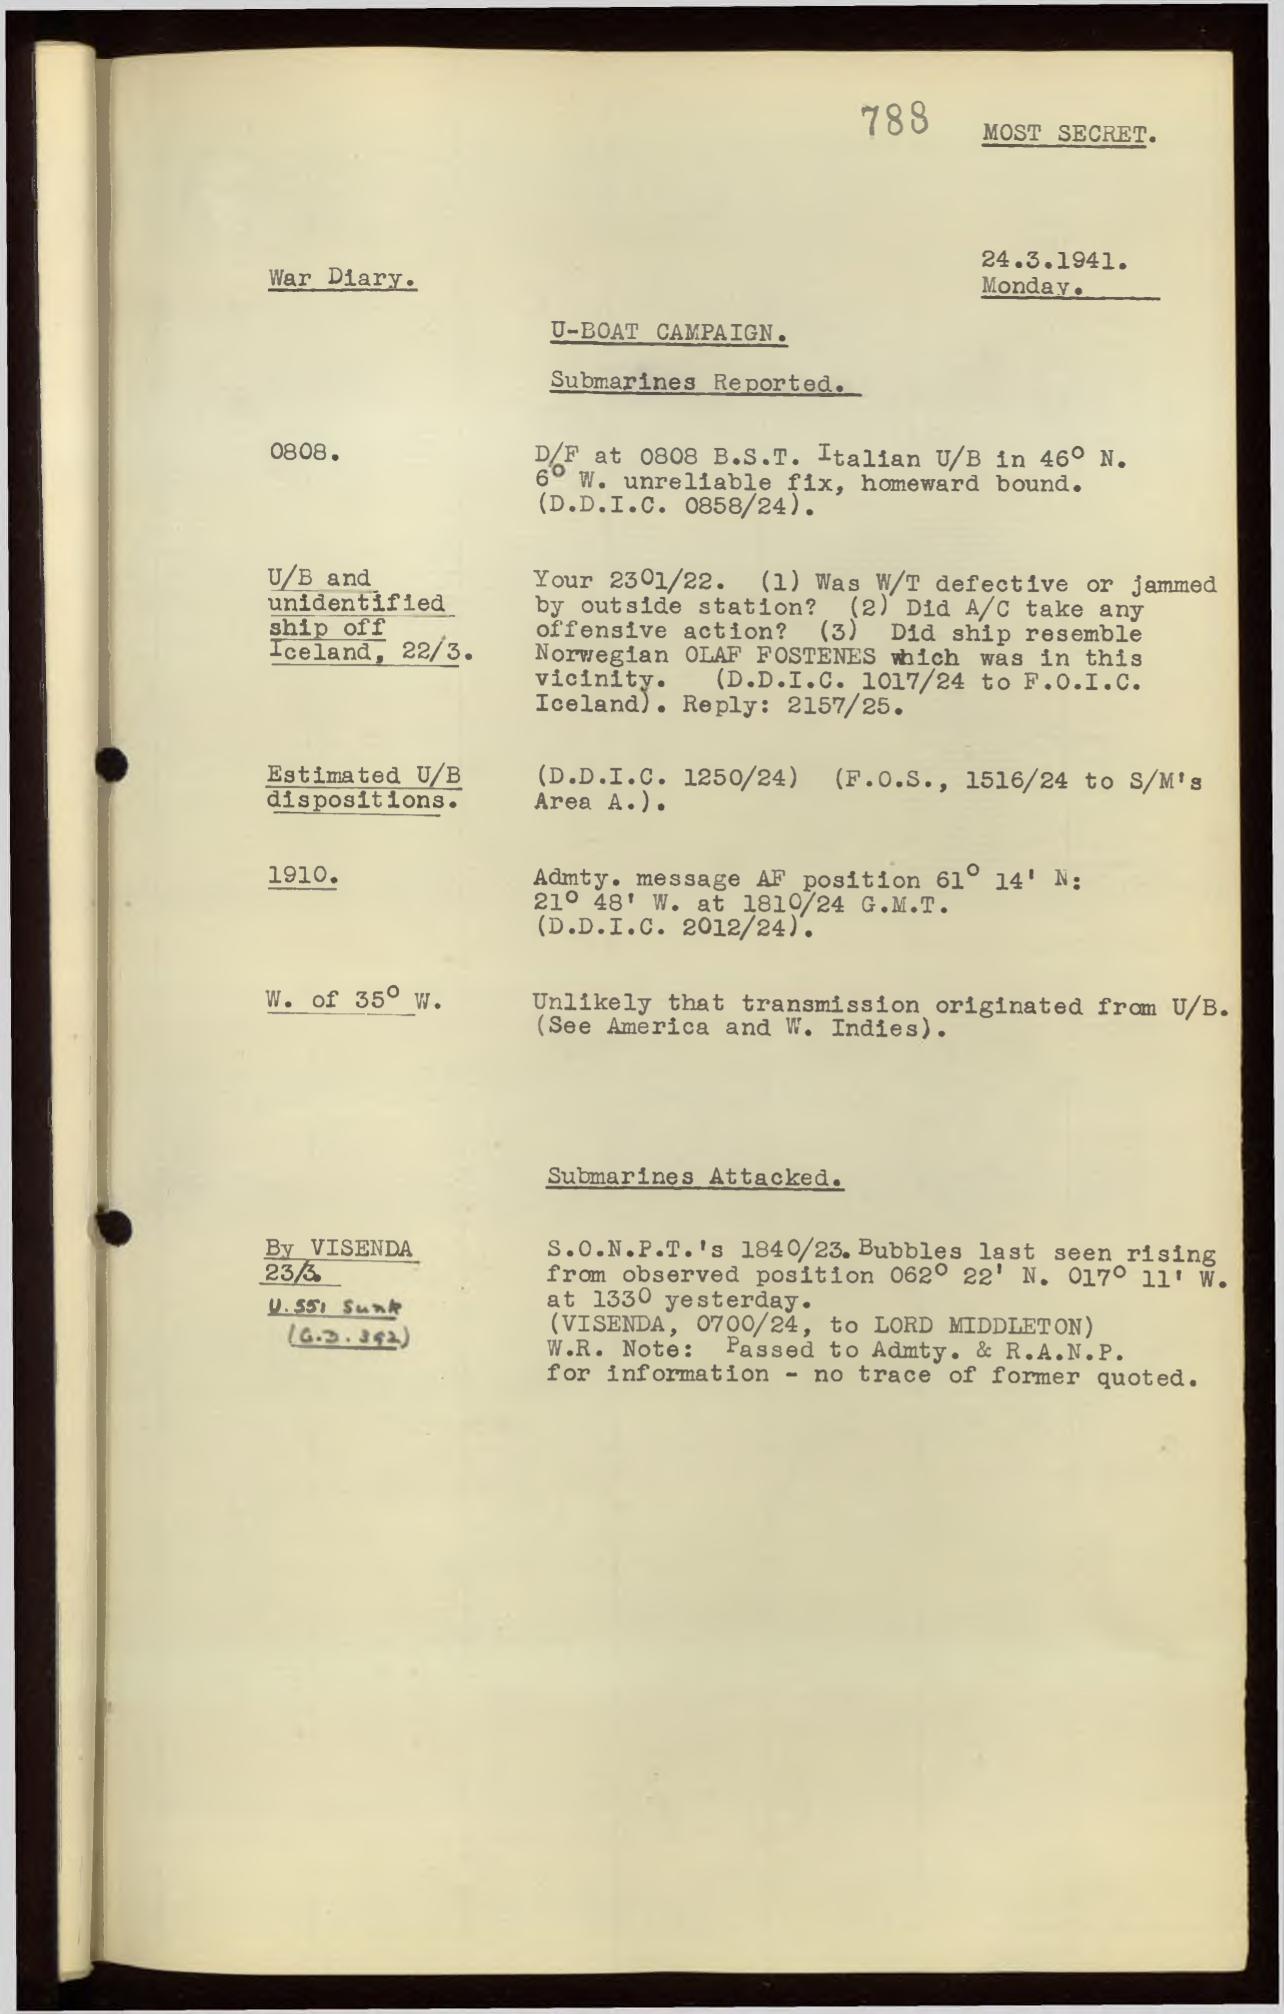 788
MOST SECRET.
24.3.1941.
War Diary.
Monday.
U-BOAT CAMPAIGN.
Submarines Reported.
0808.
D/F at 0808 B.S.T. Italian U/B in 46° N.
6° W. unreliable fix, homeward bound.
(D.D.I.C. 0858/24).
U/B and
unidentified
ship off
Iceland, 22/3.
Your 2301/22. (1) Was W/T defective or jammed
by outside station? (2) Did A/C take any
offensive action? (3) Did ship resemble
Norwegian OLAF FOSTENES which was in this
vicinity. (D.D.I.C. 1017/24 to F.O.I.C.
Iceland). Reply: 2157/25.
Estimated U/B
dispositions.
(D.D.I.C. 1250/24) (F.O.S., 1516/24 to S/M's
Area A.).
1910.
Admty. message AF position 61° 14' N:
21° 48' W. at 1810/24 G.M.T.
(D.D.I.C. 2012/24).
W. of 35° W.
Unlikely that transmission originated from U/B.
(See America and W. Indies).
Submarines Attacked.
By VISENDA
23/3.
U.551 Sunk
(G.D. 392)
S.O.N.P.T.'s 1840/23. Bubbles last seen rising
from observed position 062° 22' N. 017° 11' W.
at 1330 yesterday.
(VISENDA, 0700/24, to LORD MIDDLETON)
W.R. Note: Passed to Admty. & R.A.N.P.
for information - no trace of former quoted.